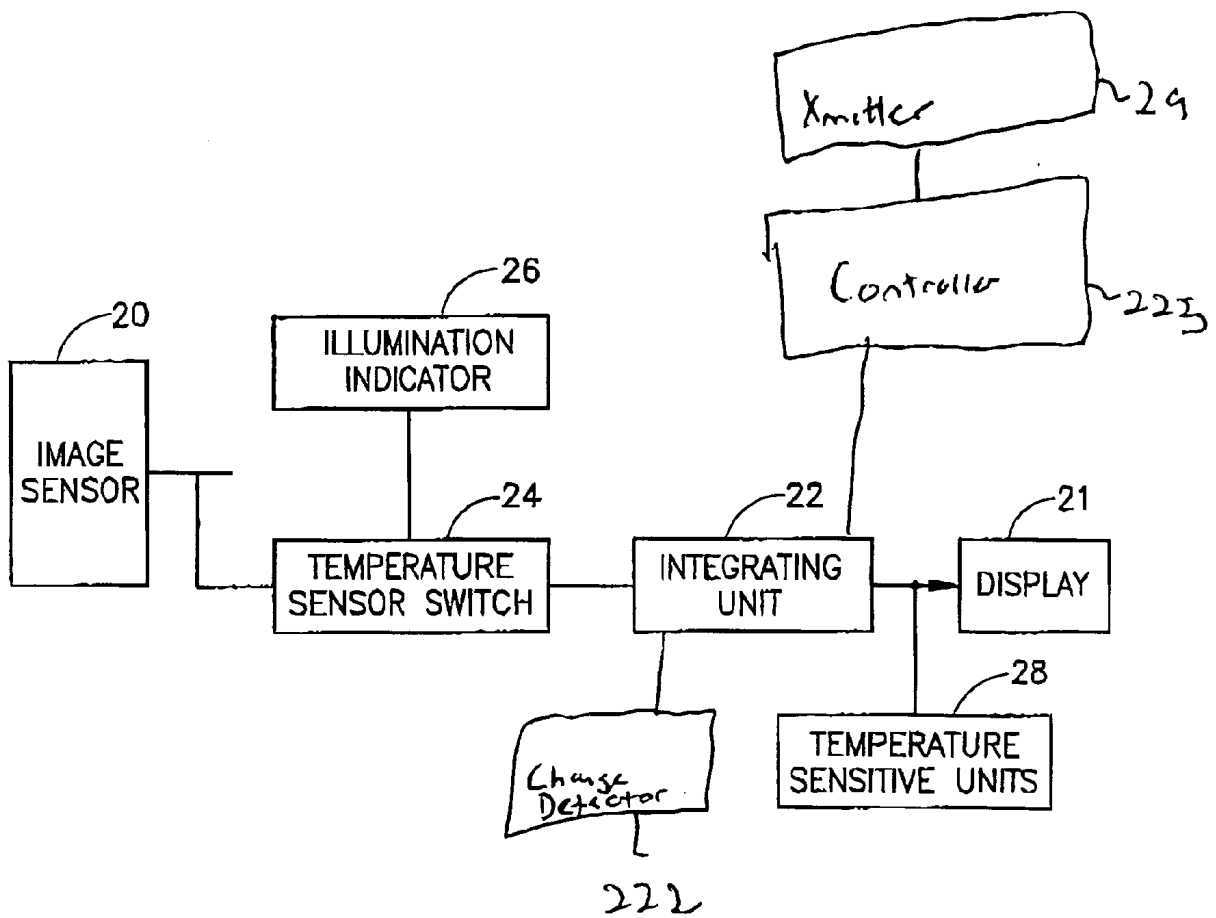 Xmitter
29
Controller
223
26
ILLUMINATION
INDICATOR
20
IMAGE
SENSOR
24
TEMPERATURE
SENSOR SWITCH
22
INTEGRATING
UNIT
21
DISPLAY
28
TEMPERATURE
SENSITIVE UNITS
Change
Detector
222